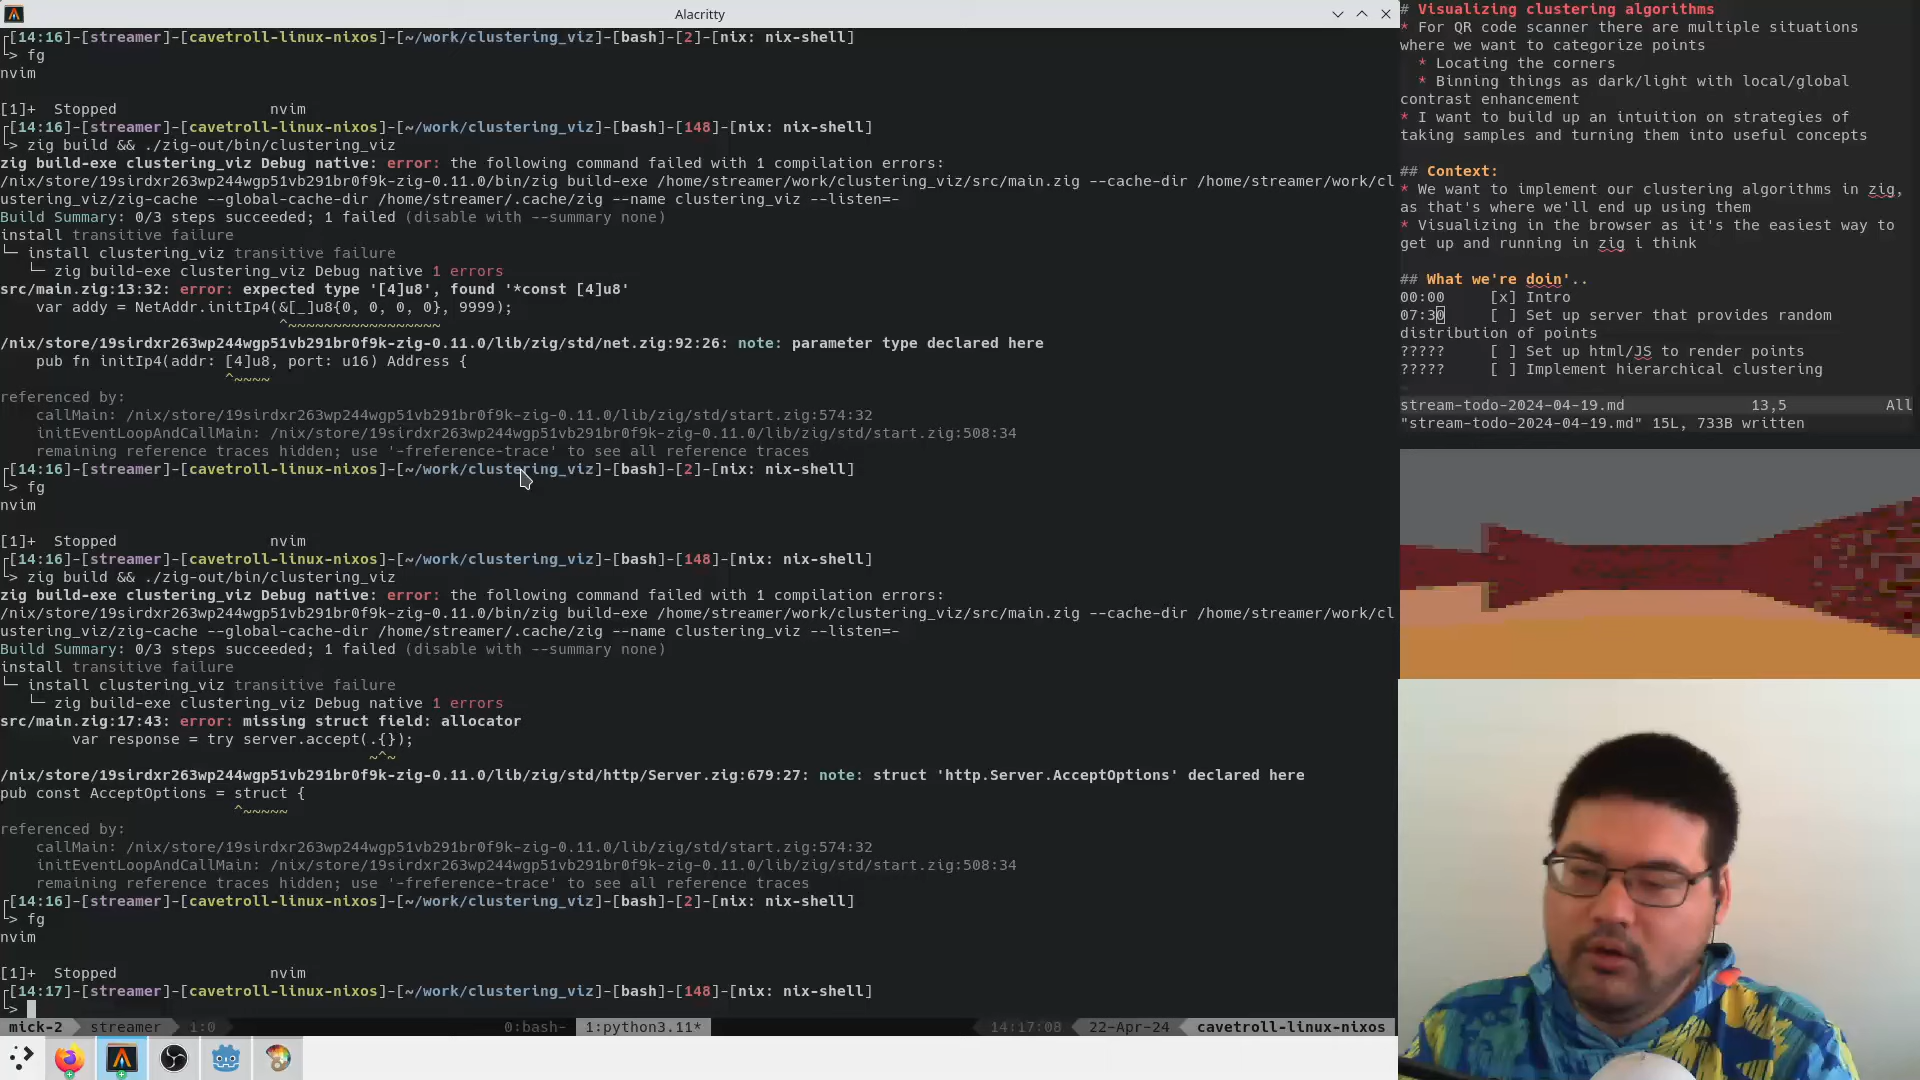 Alacritty
┌[14:16]-[streamer]-[cavetroll-linux-nixos]-[~/work/clustering_viz]-[bash]-[2]-[nix: nix-shell]
└> fg
nvim
[1]+  Stopped                 nvim
┌[14:16]-[streamer]-[cavetroll-linux-nixos]-[~/work/clustering_viz]-[bash]-[148]-[nix: nix-shell]
└> zig build && ./zig-out/bin/clustering_viz
zig build-exe clustering_viz Debug native: error: the following command failed with 1 compilation errors:
/nix/store/19sirdxr263wp244wgp51vb291br0f9k-zig-0.11.0/bin/zig build-exe /home/streamer/work/clustering_viz/src/main.zig --cache-dir /home/streamer/work/cl
ustering_viz/zig-cache --global-cache-dir /home/streamer/.cache/zig --name clustering_viz --listen=-
Build Summary: 0/3 steps succeeded; 1 failed (disable with --summary none)
install transitive failure
└─ install clustering_viz transitive failure
   └─ zig build-exe clustering_viz Debug native 1 errors
src/main.zig:13:32: error: expected type '[4]u8', found '*const [4]u8'
    var addy = NetAddr.initIp4(&[_]u8{0, 0, 0, 0}, 9999);
                               ^~~~~~~~~~~~~~~~~~
/nix/store/19sirdxr263wp244wgp51vb291br0f9k-zig-0.11.0/lib/zig/std/net.zig:92:26: note: parameter type declared here
    pub fn initIp4(addr: [4]u8, port: u16) Address {
                         ^~~~~
referenced by:
    callMain: /nix/store/19sirdxr263wp244wgp51vb291br0f9k-zig-0.11.0/lib/zig/std/start.zig:574:32
    initEventLoopAndCallMain: /nix/store/19sirdxr263wp244wgp51vb291br0f9k-zig-0.11.0/lib/zig/std/start.zig:508:34
    remaining reference traces hidden; use '-freference-trace' to see all reference traces
┌[14:16]-[streamer]-[cavetroll-linux-nixos]-[~/work/clustering_viz]-[bash]-[2]-[nix: nix-shell]
└> fg
nvim
[1]+  Stopped                 nvim
┌[14:16]-[streamer]-[cavetroll-linux-nixos]-[~/work/clustering_viz]-[bash]-[148]-[nix: nix-shell]
└> zig build && ./zig-out/bin/clustering_viz
zig build-exe clustering_viz Debug native: error: the following command failed with 1 compilation errors:
/nix/store/19sirdxr263wp244wgp51vb291br0f9k-zig-0.11.0/bin/zig build-exe /home/streamer/work/clustering_viz/src/main.zig --cache-dir /home/streamer/work/cl
ustering_viz/zig-cache --global-cache-dir /home/streamer/.cache/zig --name clustering_viz --listen=-
Build Summary: 0/3 steps succeeded; 1 failed (disable with --summary none)
install transitive failure
└─ install clustering_viz transitive failure
   └─ zig build-exe clustering_viz Debug native 1 errors
src/main.zig:17:43: error: missing struct field: allocator
        var response = try server.accept(.{});
                                         ~^~
/nix/store/19sirdxr263wp244wgp51vb291br0f9k-zig-0.11.0/lib/zig/std/http/Server.zig:679:27: note: struct 'http.Server.AcceptOptions' declared here
pub const AcceptOptions = struct {
                          ^~~~~~
referenced by:
    callMain: /nix/store/19sirdxr263wp244wgp51vb291br0f9k-zig-0.11.0/lib/zig/std/start.zig:574:32
    initEventLoopAndCallMain: /nix/store/19sirdxr263wp244wgp51vb291br0f9k-zig-0.11.0/lib/zig/std/start.zig:508:34
    remaining reference traces hidden; use '-freference-trace' to see all reference traces
┌[14:16]-[streamer]-[cavetroll-linux-nixos]-[~/work/clustering_viz]-[bash]-[2]-[nix: nix-shell]
└> fg
nvim
[1]+  Stopped                 nvim
┌[14:17]-[streamer]-[cavetroll-linux-nixos]-[~/work/clustering_viz]-[bash]-[148]-[nix: nix-shell]
└>
mick-2 streamer 1:0 0:bash- 1:python3.11* 14:17:08 22-Apr-24 cavetroll-linux-nixos
# Visualizing clustering algorithms
* For QR code scanner there are multiple situations
where we want to categorize points
  * Locating the corners
  * Binning things as dark/light with local/global
contrast enhancement
* I want to build up an intuition on strategies of
taking samples and turning them into useful concepts
## Context:
* We want to implement our clustering algorithms in zig,
as that's where we'll end up using them
* Visualizing in the browser as it's the easiest way to
get up and running in zig i think
## What we're doin'..
00:00     [x] Intro
07:30     [ ] Set up server that provides random
distribution of points
?????     [ ] Set up html/JS to render points
?????     [ ] Implement hierarchical clustering
~
stream-todo-2024-04-19.md 13,5 All
"stream-todo-2024-04-19.md" 15L, 733B written